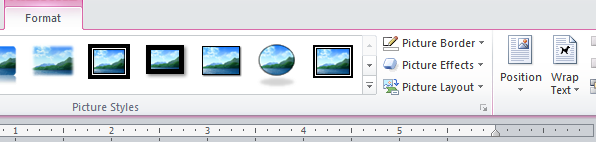 Format
Picture Border
Picture Effects
Picture Layout
Position
Wrap
Text
Picture Styles
1 2 3 4 5